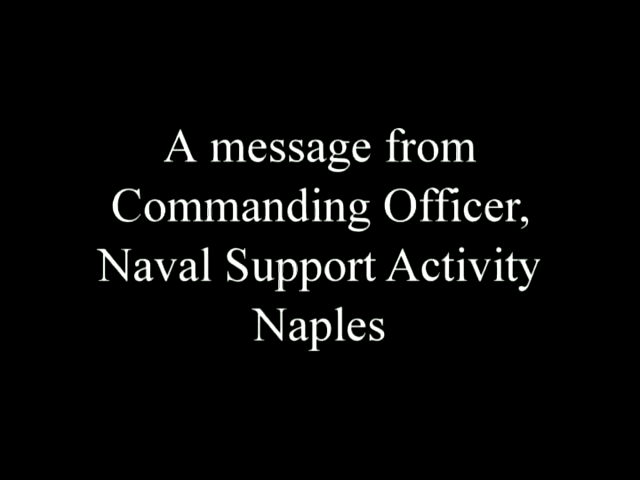 A message from
Commanding Officer,
Naval Support Activity
Naples